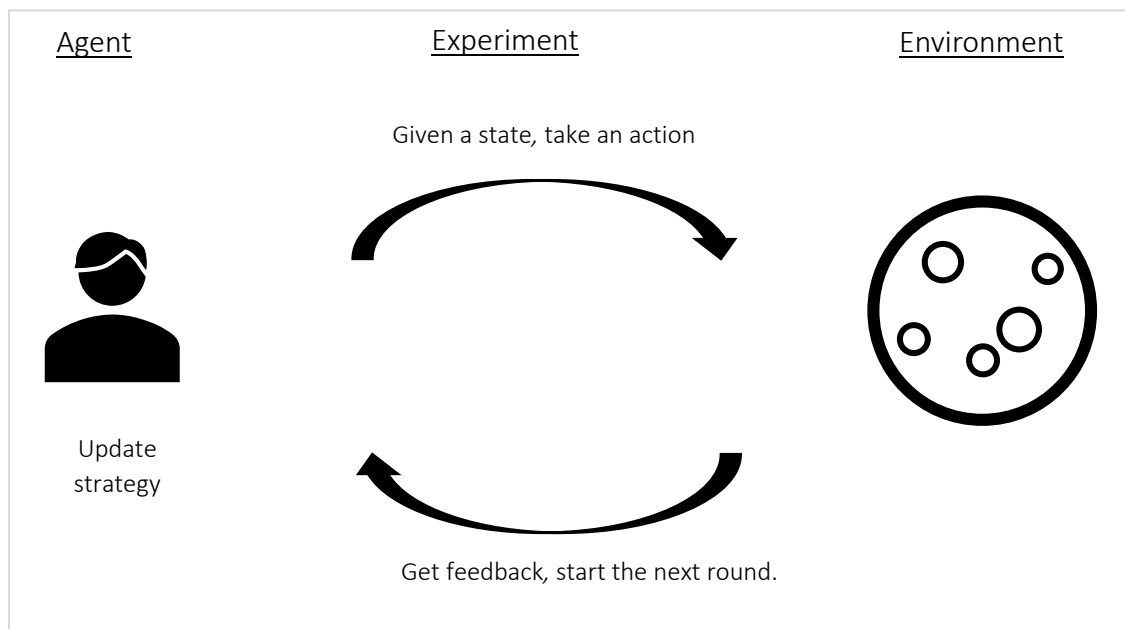 Agent
Experiment
Environment
Given a state, take an action
Update
strategy
Get feedback, start the next round.